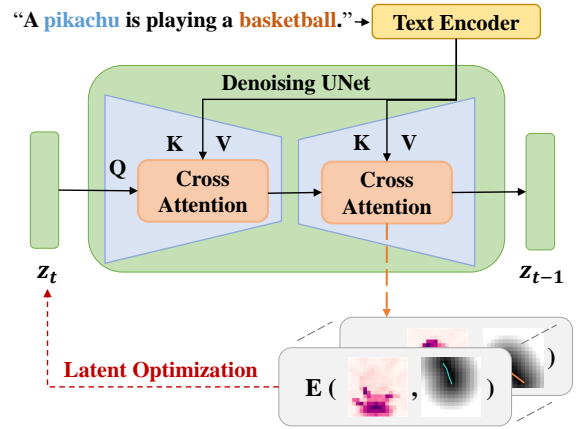 “A pikachu is playing a basketball.”
Text Encoder
Denoising UNet
K V
K V
Q
Cross
Attention
Cross
Attention
z_t
z_{t-1}
Latent Optimization
)
E ( , )